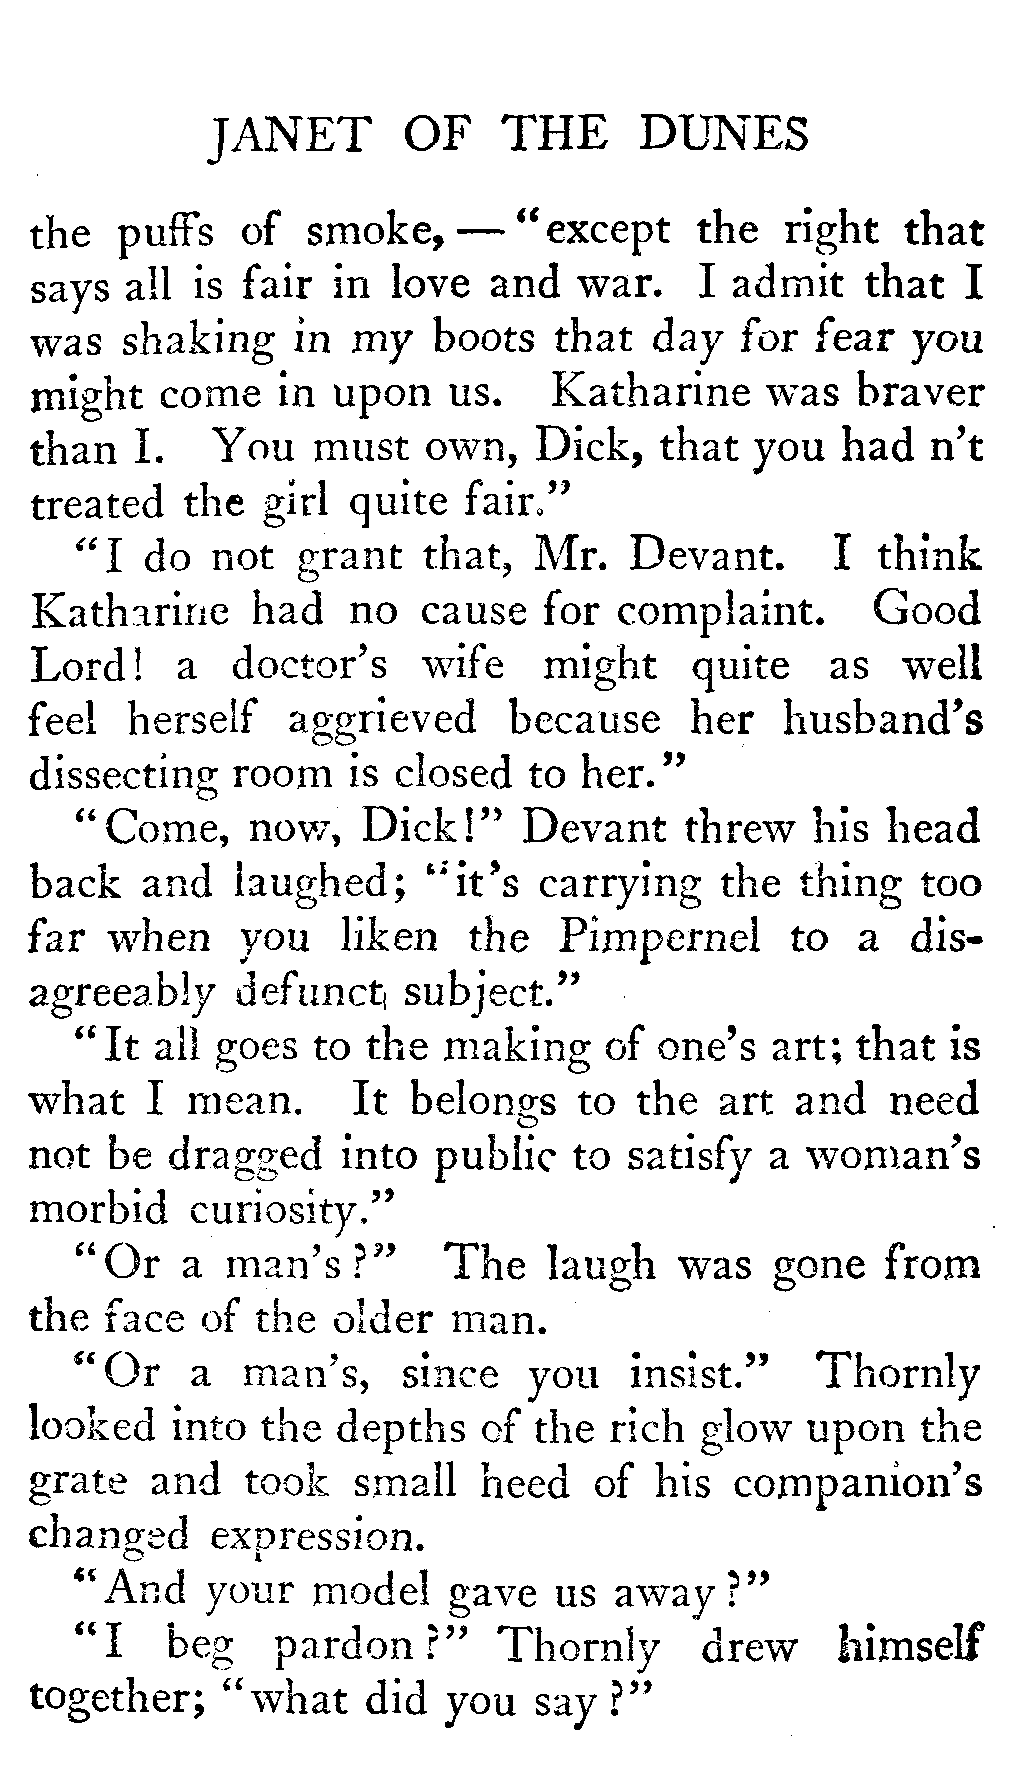 JANET OF THE DUNES
the puffs of smoke,—"except the right that
says all is fair in love and war. I admit that I
was shaking in my boots that day for fear you
might come in upon us. Katharine was braver
than I. You must own, Dick, that you had n't
treated the girl quite fair."
"I do not grant that, Mr. Devant. I think
Katharine had no cause for complaint. Good
Lord! a doctor's wife might quite as well
feel herself aggrieved because her husband's
dissecting room is closed to her."
"Come, now, Dick!" Devant threw his head
back and laughed; "it's carrying the thing too
far when you liken the Pimpernel to a dis-
agreeably defunct subject."
"It all goes to the making of one's art; that is
what I mean. It belongs to the art and need
not be dragged into public to satisfy a woman's
morbid curiosity."
"Or a man's?" The laugh was gone from
the face of the older man.
"Or a man's, since you insist." Thornly
looked into the depths of the rich glow upon the
grate and took small heed of his companion's
changed expression.
"And your model gave us away?"
"I beg pardon?" Thornly drew himself
together; "what did you say?"